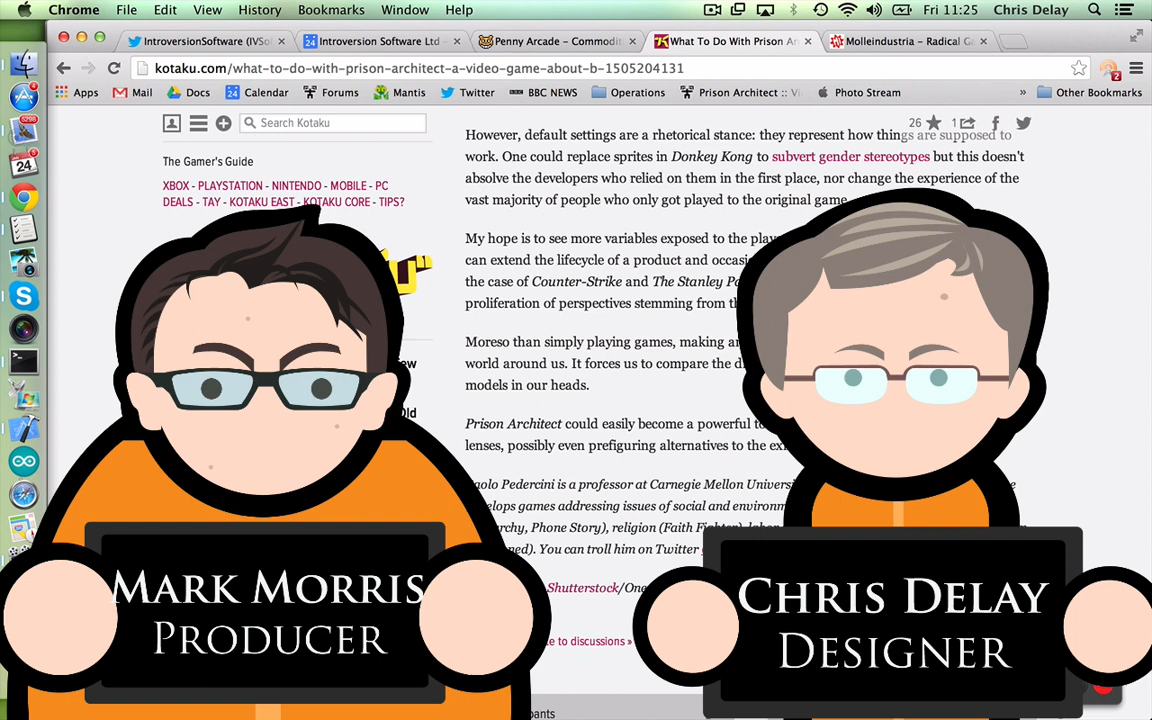 Chrome File Edit View History Bookmarks Window Help Fri 11:25 Chris Delay
IntroversionSoftware (IVSo
Introversion Software Ltd
Penny Arcade – Commodit
What To Do With Prison Ar
Molleindustria – Radical Ga
kotaku.com/what-to-do-with-prison-architect-a-video-game-about-b-1505204131
2
Apps Mail Docs Calendar Forums Mantis Twitter BBC NEWS Operations Prison Architect :: Vi Photo Stream » Other Bookmarks
Search Kotaku
26
The Gamer's Guide
XBOX - PLAYSTATION - NINTENDO - MOBILE - PC
DEALS - TAY - KOTAKU EAST - KOTAKU CORE - TIPS?
However, default settings are a rhetorical stance: they represent how things are supposed to
work. One could replace sprites in Donkey Kong to subvert gender stereotypes but this doesn't
absolve the developers who relied on them in the first place, nor change the experience of the
vast majority of people who only got played to the original game.
My hope is to see more variables exposed to the play
can extend the lifecycle of a product and occasi
the case of Counter-Strike and The Stanley Pa
proliferation of perspectives stemming from th
Moreso than simply playing games, making an
world around us. It forces us to compare the d
models in our heads.
Prison Architect could easily become a powerful to
lenses, possibly even prefiguring alternatives to the ex
aolo Pedercini is a professor at Carnegie Mellon Universi
evelops games addressing issues of social and environm
archy, Phone Story), religion (Faith Fighter), labor
ned). You can troll him on Twitter
Shutterstock/One
te to discussions »
pants
ew
Old
MARK MORRIS
PRODUCER
CHRIS DELAY
DESIGNER